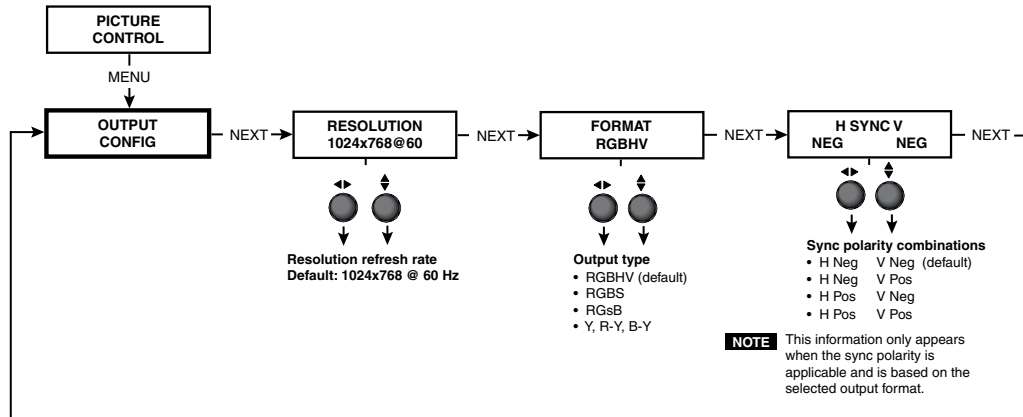 PICTURE
CONTROL
MENU
OUTPUT
CONFIG
NEXT
RESOLUTION
1024x768@60
NEXT
FORMAT
RGBHV
NEXT
H SYNC V
NEG NEG
NEXT
Resolution refresh rate
Default: 1024x768 @ 60 Hz
Output type
• RGBHV (default)
• RGBS
• RGsB
• Y, R-Y, B-Y
Sync polarity combinations
• H Neg V Neg (default)
• H Neg V Pos
• H Pos V Neg
• H Pos V Pos
NOTE This information only appears
when the sync polarity is
applicable and is based on the
selected output format.